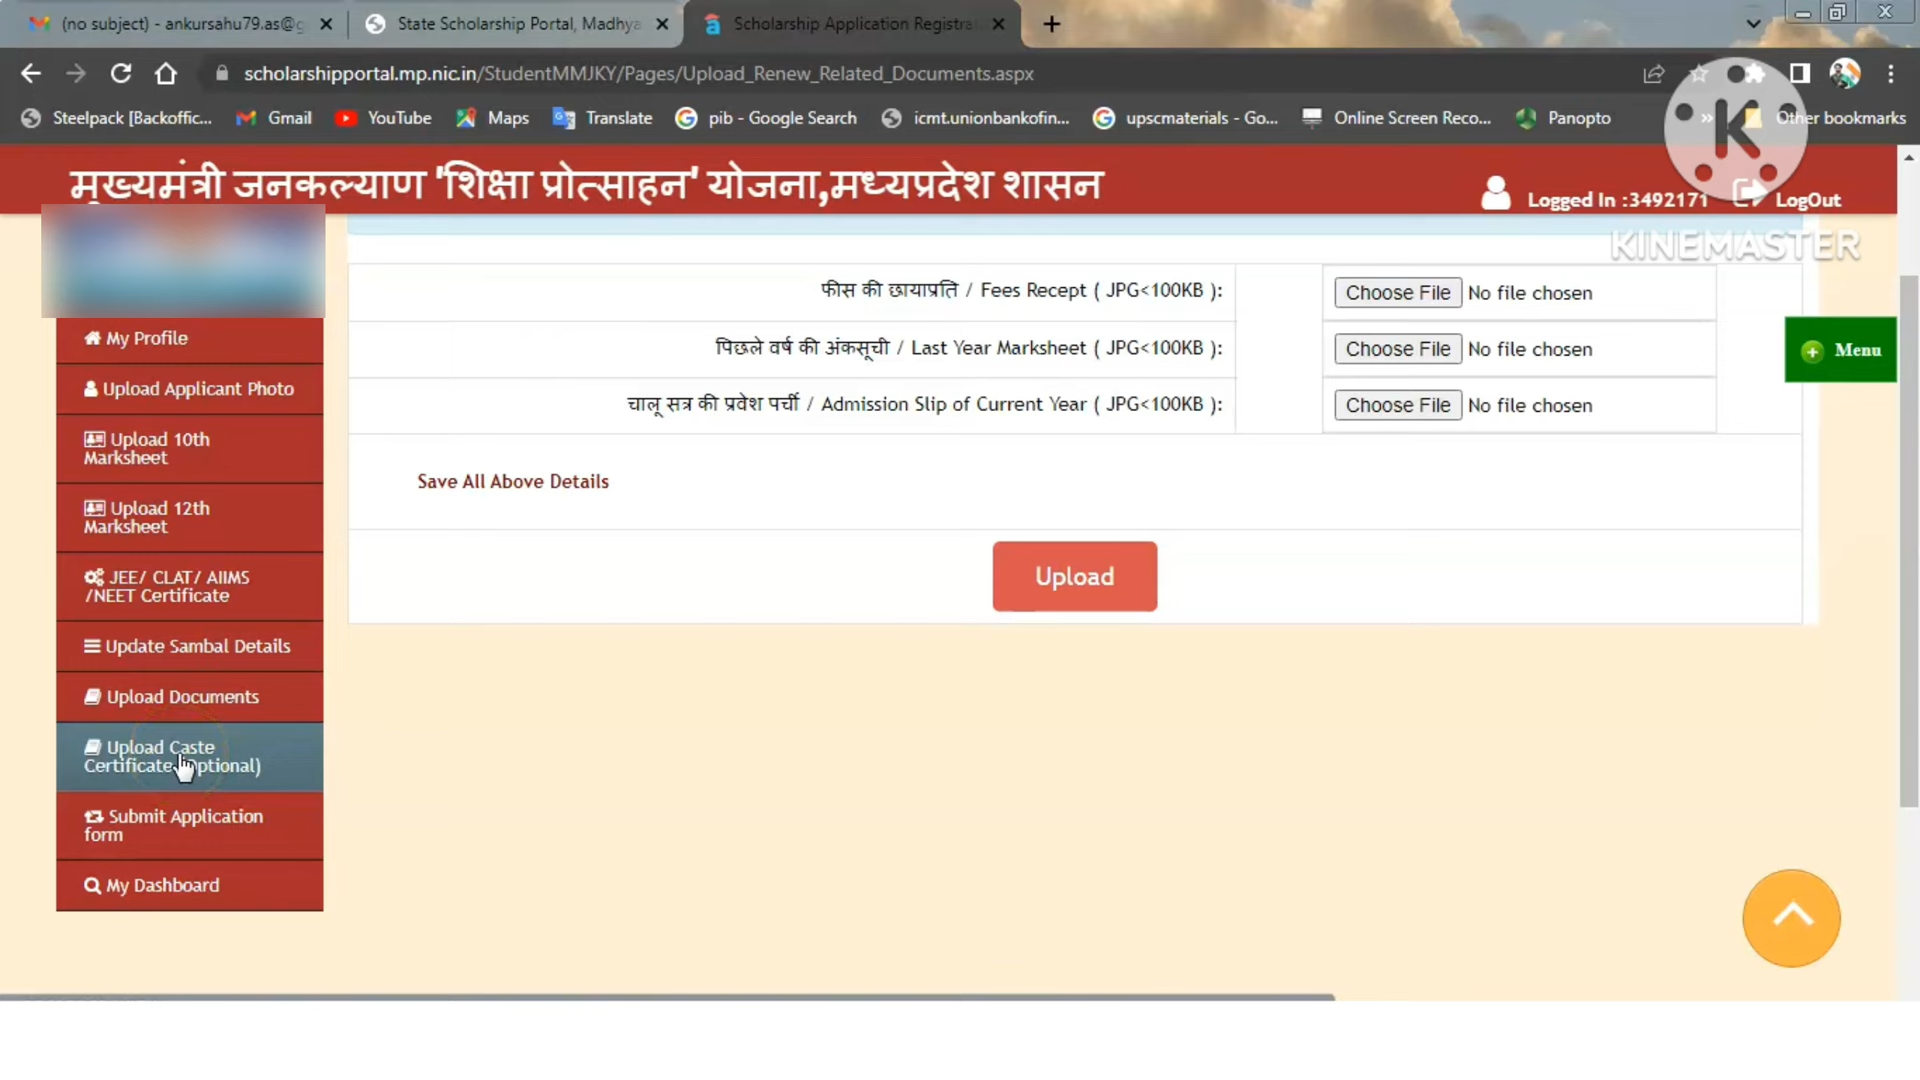 (no subject) - ankursahu79.as@g
State Scholarship Portal, Madhya
Scholarship Application Registra
scholarshipportal.mp.nic.in/StudentMMJKY/Pages/Upload_Renew_Related_Documents.aspx
Steelpack [Backoffic... Gmail YouTube Maps Translate pib - Google Search icmt.unionbankofin... upscmaterials - Go... Online Screen Reco... Panopto » Other bookmarks
K
मुख्यमंत्री जनकल्याण 'शिक्षा प्रोत्साहन' योजना,मध्यप्रदेश शासन
Logged In :3492171 LogOut
KINEMASTER
My Profile
Upload Applicant Photo
Upload 10th
Marksheet
Upload 12th
Marksheet
JEE/ CLAT/ AIIMS
/NEET Certificate
Update Sambal Details
Upload Documents
Upload Caste
Certificate ptional)
Submit Application
form
My Dashboard
फीस की छायाप्रति / Fees Recept ( JPG<100KB ): Choose File No file chosen
पिछले वर्ष की अंकसूची / Last Year Marksheet ( JPG<100KB ): Choose File No file chosen
चालू सत्र की प्रवेश पर्ची / Admission Slip of Current Year ( JPG<100KB ): Choose File No file chosen
Save All Above Details
Upload
Menu